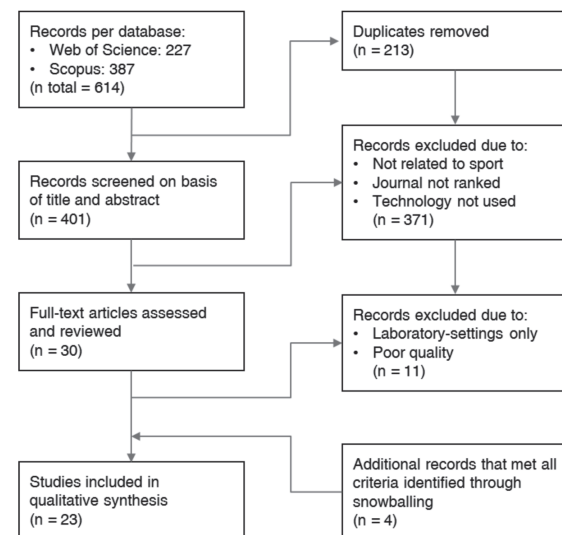 Records per database:
• Web of Science: 227
• Scopus: 387
(n total = 614)
Duplicates removed
(n = 213)
Records screened on basis
of title and abstract
(n = 401)
Records excluded due to:
• Not related to sport
• Journal not ranked
• Technology not used
(n = 371)
Full-text articles assessed
and reviewed
(n = 30)
Records excluded due to:
• Laboratory-settings only
• Poor quality
(n = 11)
Studies included in
qualitative synthesis
(n = 23)
Additional records that met all
criteria identified through
snowballing
(n = 4)